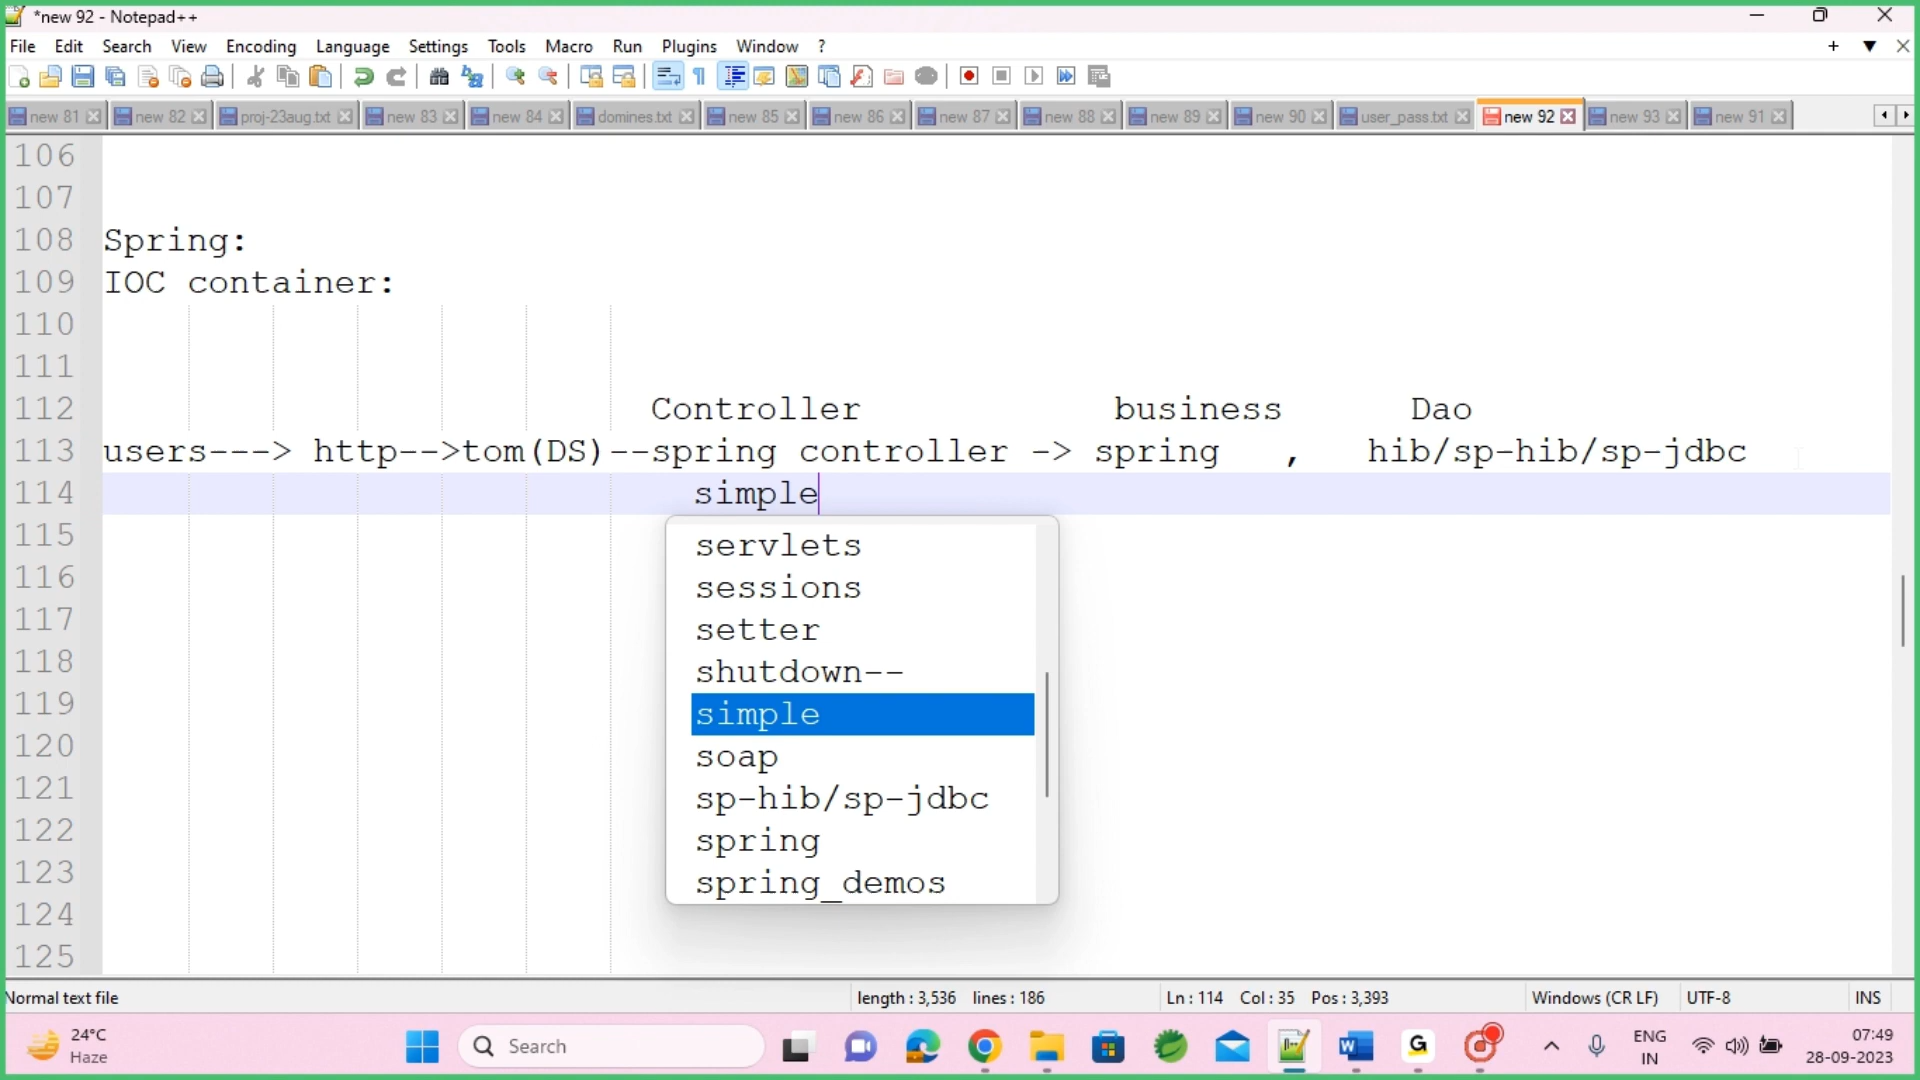 *new 92 - Notepad++
File Edit Search View Encoding Language Settings Tools Macro Run Plugins Window ?
new 81 new 82 proj-23aug.txt new 83 new 84 domines.txt new 85 new 86 new 87 new 88 new 89 new 90 user_pass.txt new 92 new 93 new 91
106
107
108 Spring:
109 IOC container:
110
111
112 Controller business Dao
113 users---> http-->tom(DS)--spring controller -> spring , hib/sp-hib/sp-jdbc
114 simple
115 servlets
116 sessions
117 setter
118 shutdown--
119 simple
120 soap
121 sp-hib/sp-jdbc
122 spring
123 spring_demos
124
125
Normal text file length : 3,536 lines : 186 Ln : 114 Col : 35 Pos : 3,393 Windows (CR LF) UTF-8 INS
24°C
Haze
Search
ENG
IN
07:49
28-09-2023